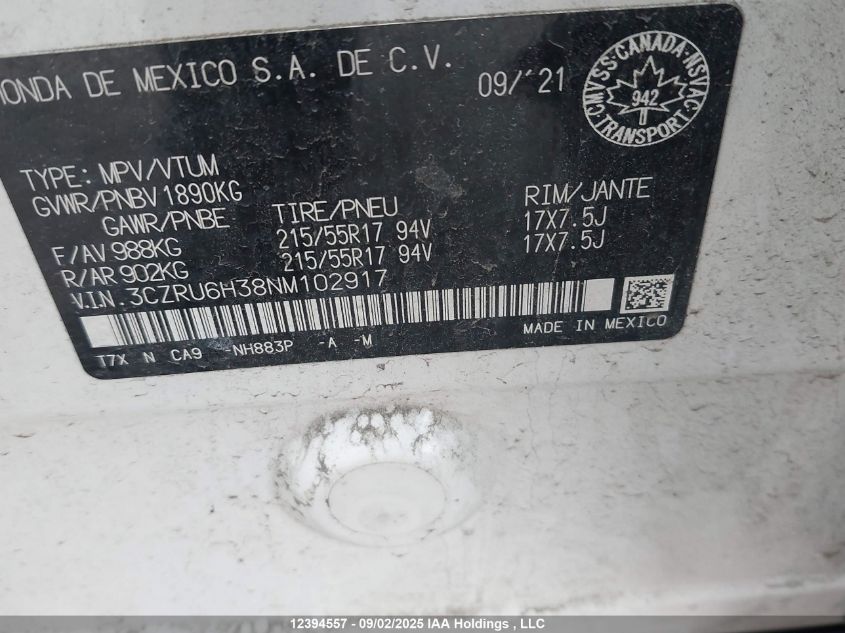 HONDA DE MEXICO S.A. DE C.V.
09/'21
CMVSS·CANADA·NSVAC
942
TRANSPORT
TYPE: MPV/VTUM
GVWR/PNBV 1890KG
GAWR/PNBE TIRE/PNEU RIM/JANTE
F/AV 988KG 215/55R17 94V 17X7.5J
R/AR 902KG 215/55R17 94V 17X7.5J
V.I.N. 3CZRU6H38NM102917
MADE IN MEXICO
T7X N CA9 -NH883P -A -M
12394557 - 09/02/2025 IAA Holdings, LLC/